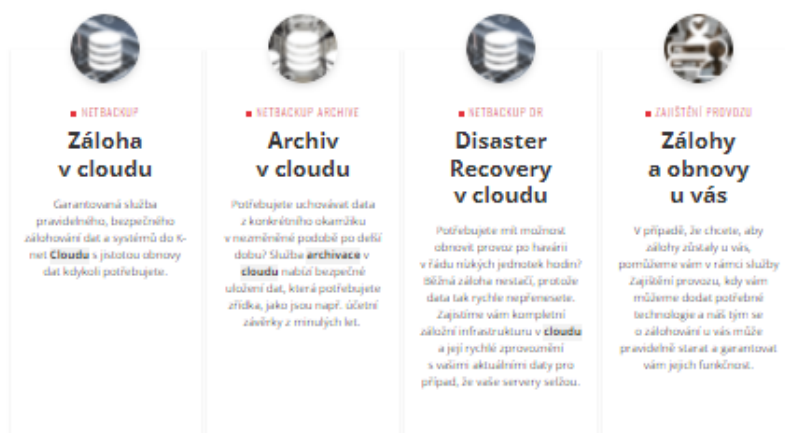 NETBACKUP
Záloha
v cloudu
Garantovaná služba
pravidelného, bezpečného
zálohování dat a systémů do K-
net Cloudu s jistotou obnovy
dat kdykoli potřebujete.
NETBACKUP ARCHIVE
Archiv
v cloudu
Potřebujete uchovávat data
z konkrétního okamžiku
v nezměněné podobě po delší
dobu? Služba archivace v
cloudu nabízí bezpečné
uložení dat, která potřebujete
zřídka, jako jsou např. účetní
závěrky z minulých let.
NETBACKUP DR
Disaster
Recovery
v cloudu
Potřebujete mít možnost
obnovit provoz po havárii
v řádu nízkých jednotek hodin?
Běžná záloha nestačí, protože
data tak rychle nepřenesete.
Zajistíme vám kompletní
záložní infrastrukturu v cloudu
a její rychlé zprovoznění
s vašimi aktuálními daty pro
případ, že vaše servery selžou.
ZAJIŠTĚNÍ PROVOZU
Zálohy
a obnovy
u vás
V případě, že chcete, aby
zálohy zůstaly u vás,
pomůžeme vám v rámci služby
Zajištění provozu, kdy vám
můžeme dodat potřebné
technologie a náš tým se
o zálohování u vás může
pravidelně starat a garantovat
vám jejich funkčnost.